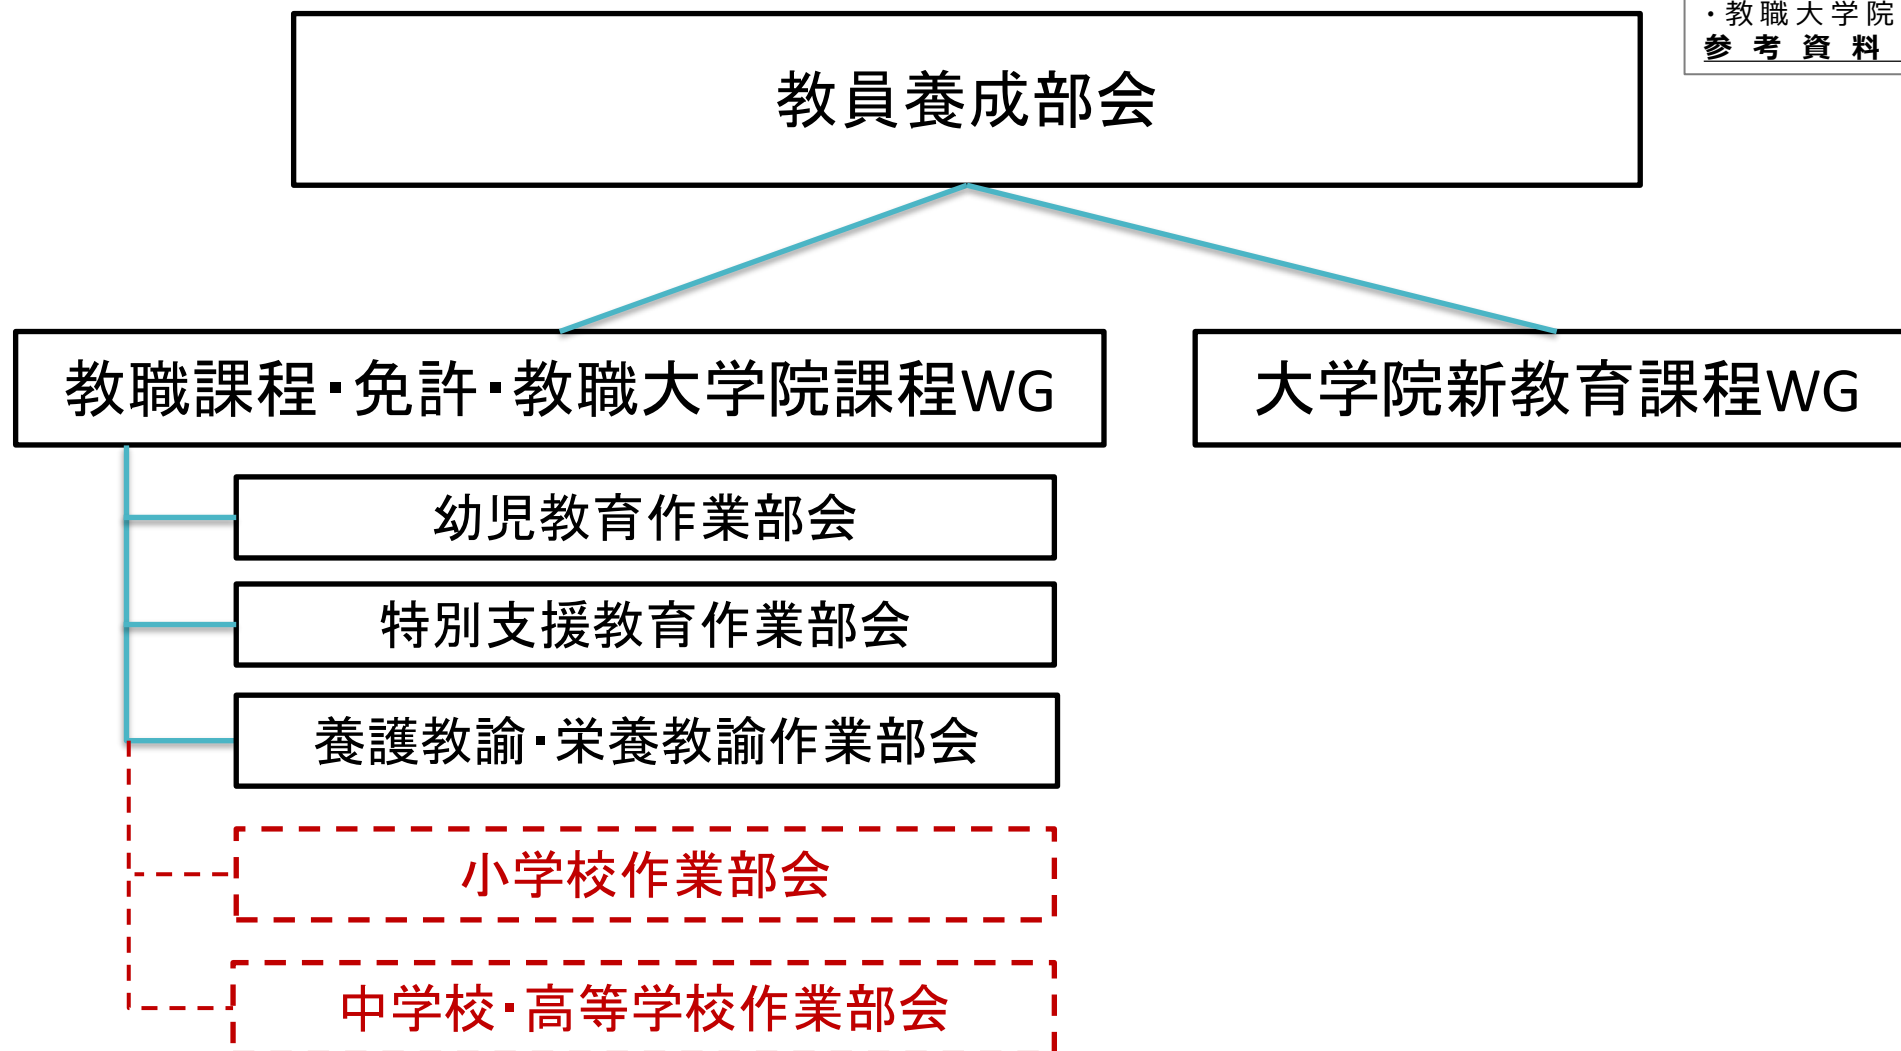 ・教職大学院
参考資料
教員養成部会
教職課程・免許・教職大学院課程WG
大学院新教育課程WG
幼児教育作業部会
特別支援教育作業部会
養護教諭・栄養教諭作業部会
小学校作業部会
中学校・高等学校作業部会